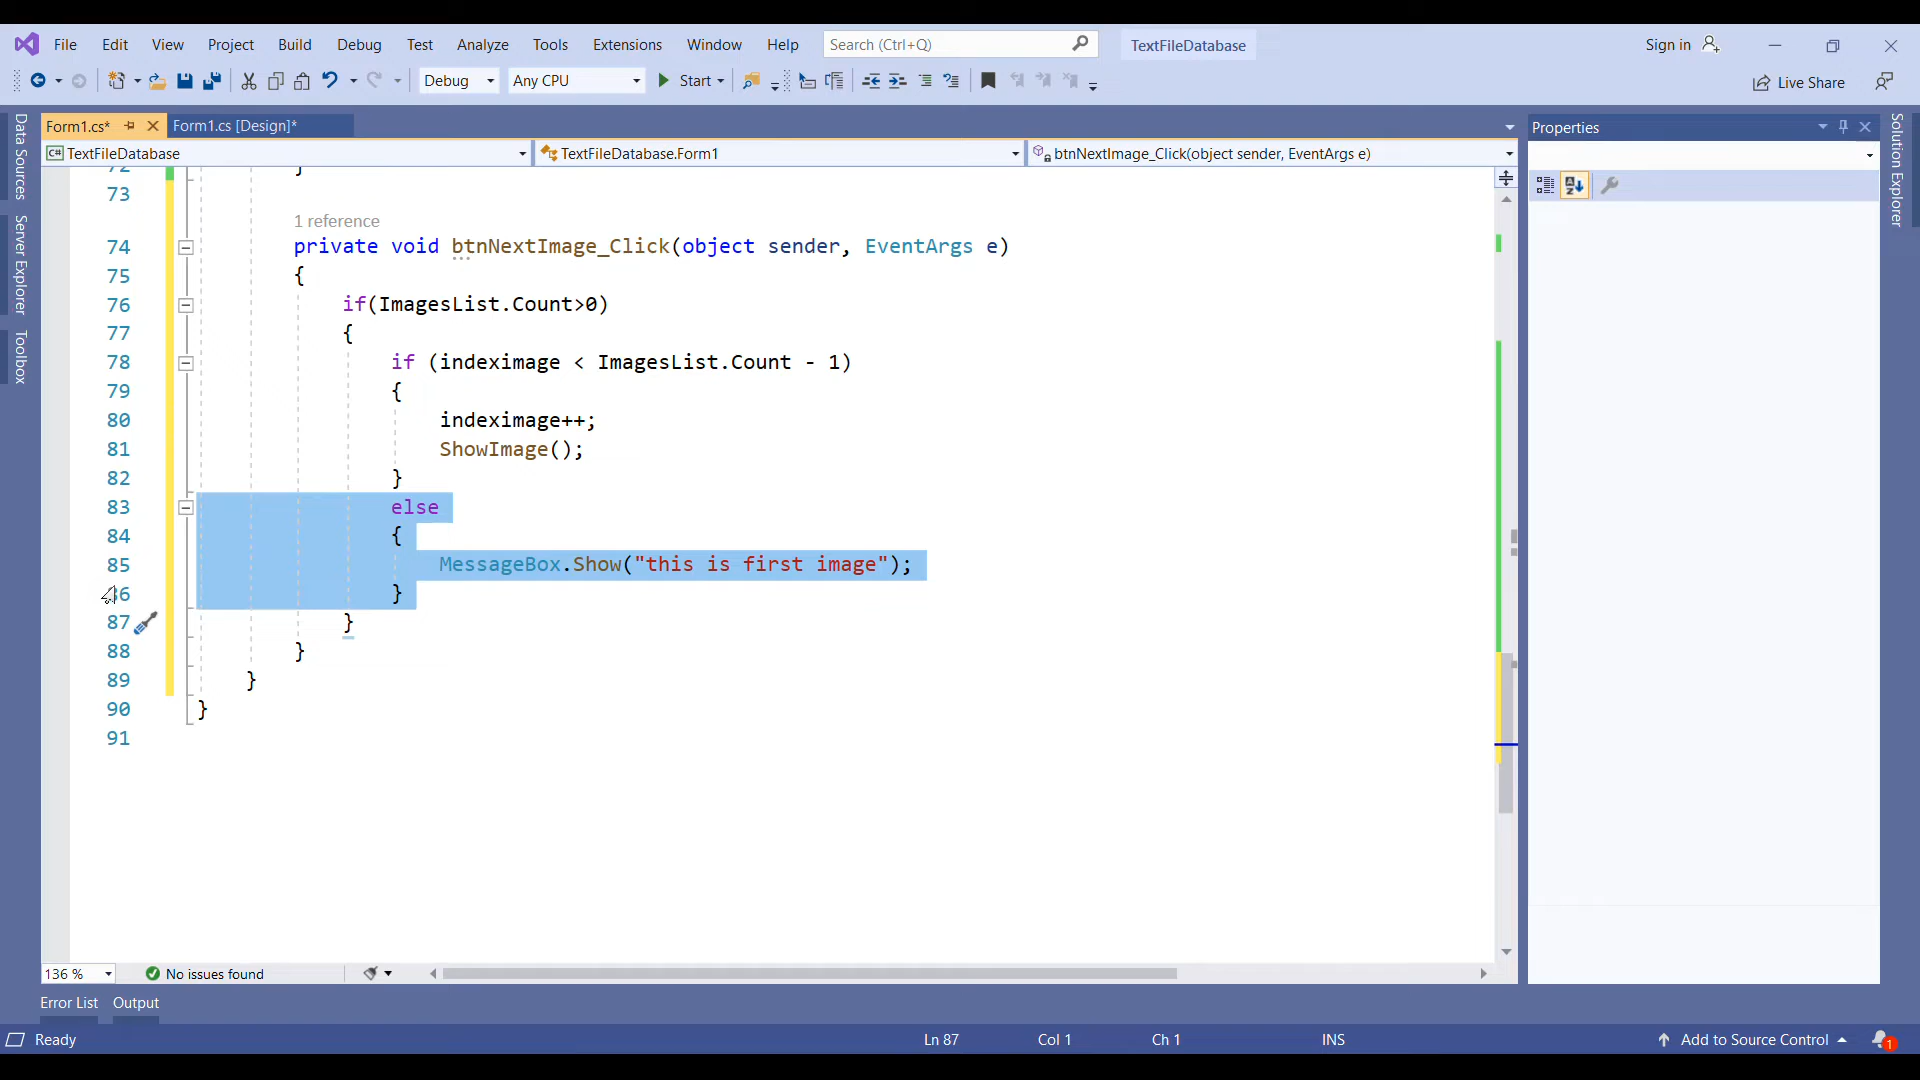 File Edit View Project Build Debug Test Analyze Tools Extensions Window Help Search (Ctrl+Q) TextFileDatabase Sign in
Debug Any CPU Start Live Share
Form1.cs* Form1.cs [Design]* Properties
C# TextFileDatabase TextFileDatabase.Form1 btnNextImage_Click(object sender, EventArgs e)
Data Sources
Server Explorer
Toolbox
Solution Explorer
72 }
73
1 reference
74 private void btnNextImage_Click(object sender, EventArgs e)
75 {
76 if(ImagesList.Count>0)
77 {
78 if (indeximage < ImagesList.Count - 1)
79 {
80 indeximage++;
81 ShowImage();
82 }
83 else
84 {
85 MessageBox.Show("this is first image");
86 }
87 }
88 }
89 }
90 }
91
136 % No issues found
Error List Output
Ready Ln 87 Col 1 Ch 1 INS Add to Source Control 1